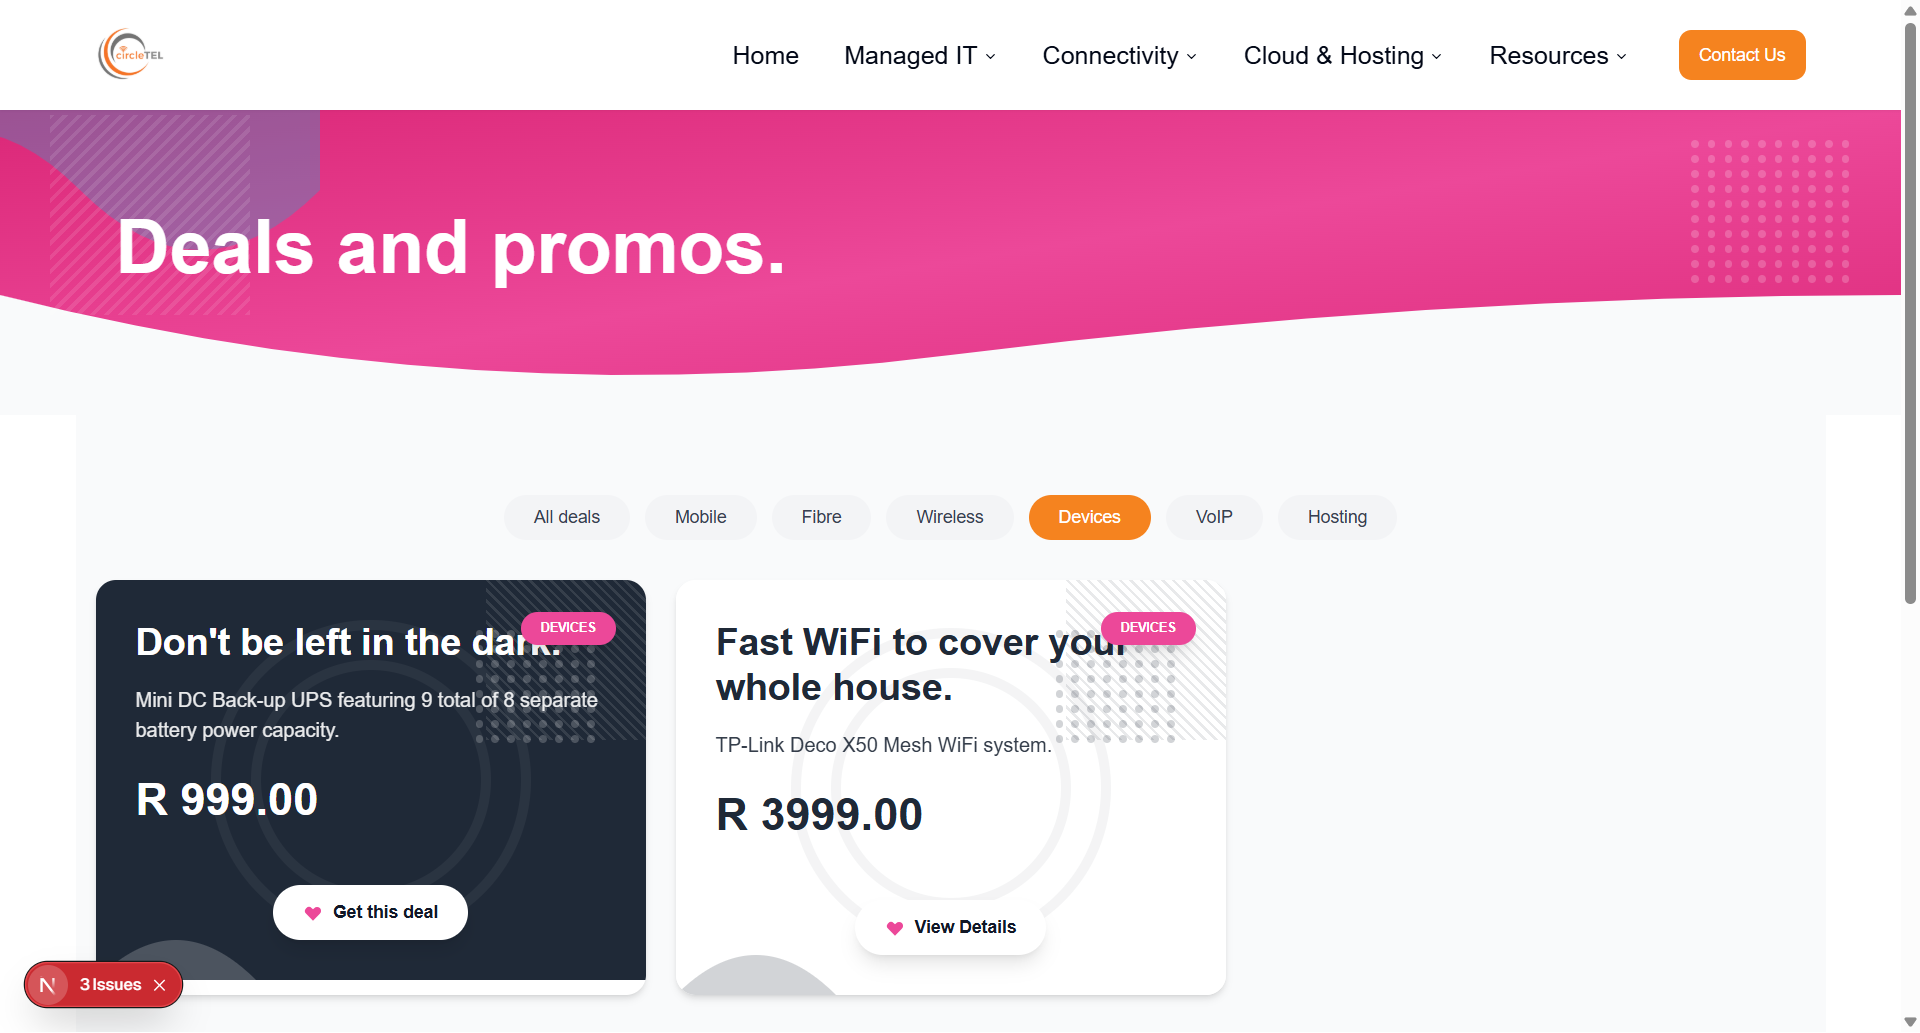 circleTEL
Home
Managed IT
Connectivity
Cloud & Hosting
Resources
Contact Us
Deals and promos.
All deals
Mobile
Fibre
Wireless
Devices
VoIP
Hosting
DEVICES
Don't be left in the dark.
Mini DC Back-up UPS featuring 9 total of 8 separate
battery power capacity.
R 999.00
Get this deal
DEVICES
Fast WiFi to cover your
whole house.
TP-Link Deco X50 Mesh WiFi system.
R 3999.00
View Details
N
3 Issues